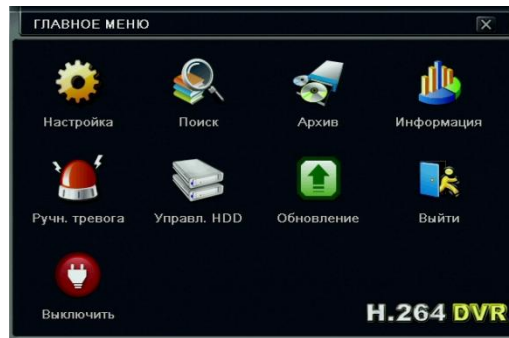 ГЛАВНОЕ МЕНЮ
Настройка Поиск Архив Информация
Ручн. тревога Управл. HDD Обновление Выйти
Выключить
H.264 DVR